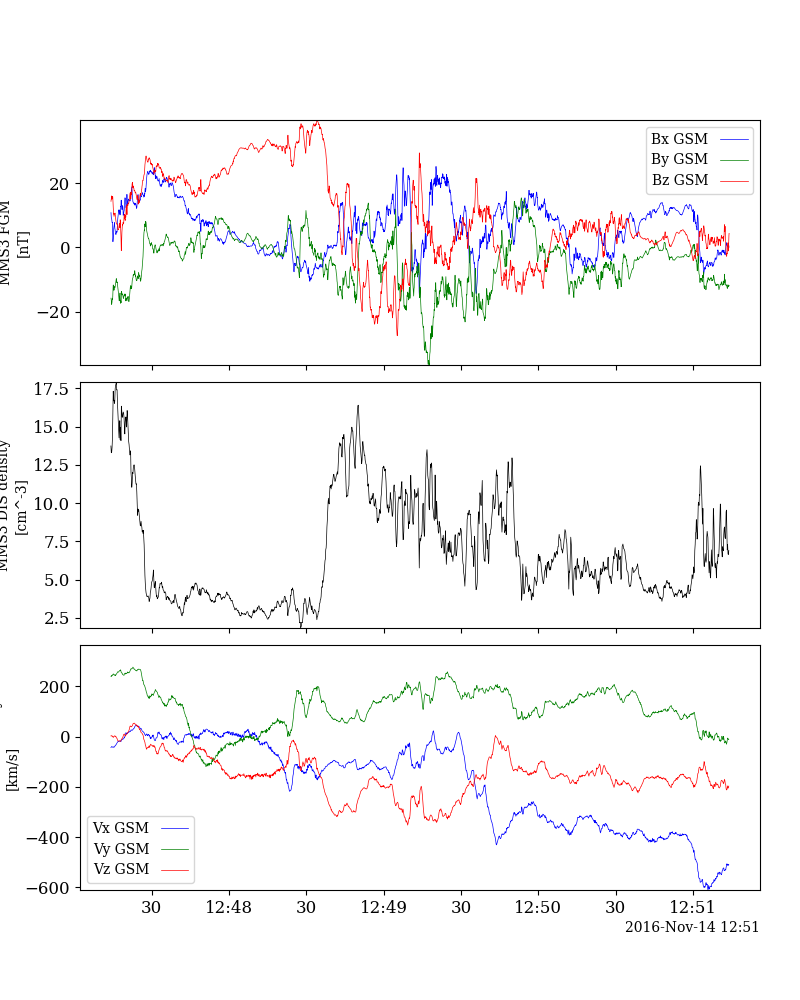 Bx GSM
By GSM
Bz GSM
20
0
−20
MMS3 FGM
[nT]
17.5
15.0
12.5
10.0
7.5
5.0
2.5
MMS3 DIS density
[cm^-3]
200
0
−200
−400
−600
[km/s]
Vx GSM
Vy GSM
Vz GSM
30 12:48 30 12:49 30 12:50 30 12:51
2016-Nov-14 12:51